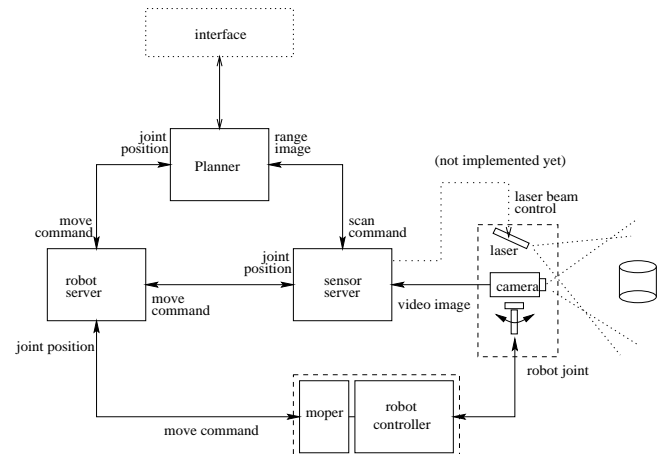 interface
joint
position
range
image
Planner
(not implemented yet)
laser beam
control
move
command
scan
command
laser
joint
position
robot
server
sensor
server
camera
move
command
video image
joint position
robot joint
moper
robot
controller
move command